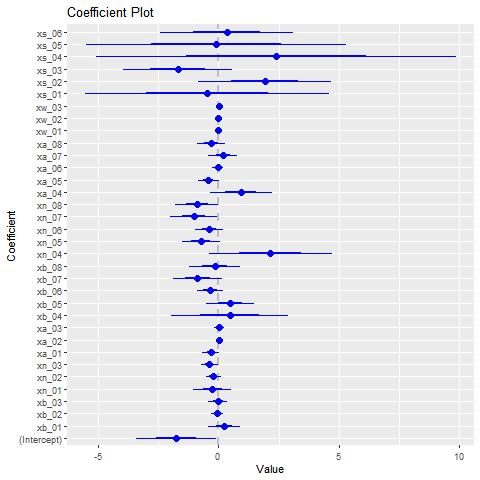 Coefficient Plot
xs_06
xs_05
xs_04
xs_03
xs_02
xs_01
xw_03
xw_02
xw_01
xa_08
xa_07
xa_06
xa_05
xa_04
xn_08
xn_07
xn_06
xn_05
xn_04
xb_08
xb_07
xb_06
xb_05
xb_04
xa_03
xa_02
xa_01
xn_03
xn_02
xn_01
xb_03
xb_02
xb_01
(Intercept)
Coefficient
-5 0 5 10
Value